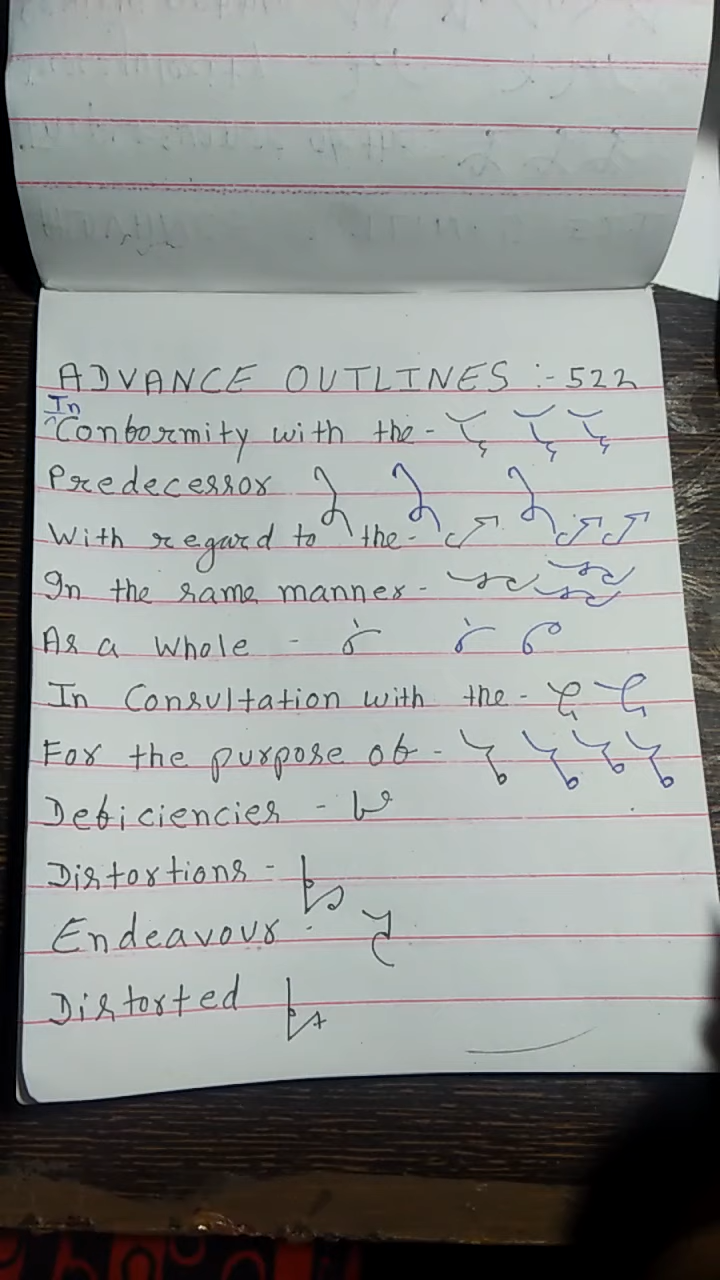 ADVANCE OUTLINES :- 522
In
^Conformity with the -
Predecessor
With regard to the -
In the same manner -
As a Whole -
In Consultation with the -
For the purpose of -
Deficiencies -
Distortions -
Endeavour -
Distorted